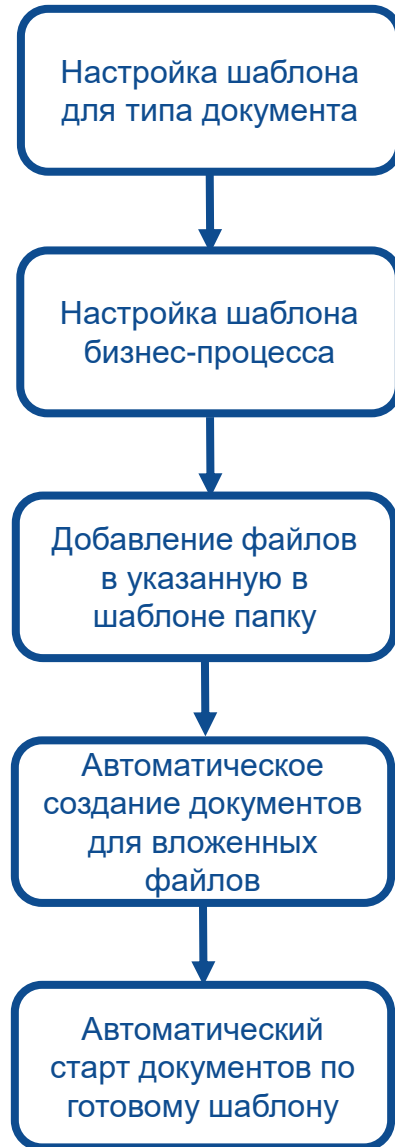 Настройка шаблона
для типа документа
Настройка шаблона
бизнес-процесса
Добавление файлов
в указанную в
шаблоне папку
Автоматическое
создание документов
для вложенных
файлов
Автоматический
старт документов по
готовому шаблону